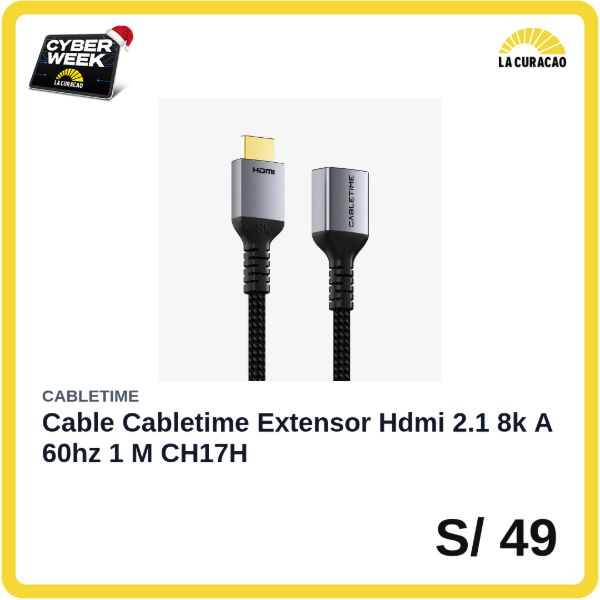 CYBER
WEEK
LA CURACAO
LA CURACAO
HDMI
8K
CABLETIME
CABLETIME
Cable Cabletime Extensor Hdmi 2.1 8k A
60hz 1 M CH17H
S/ 49